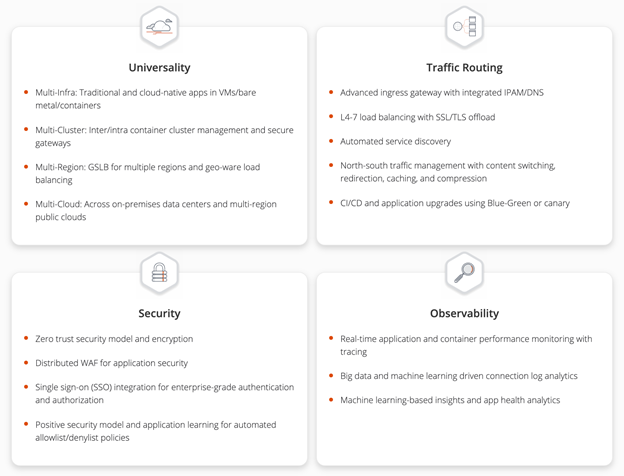 Universality
Multi-Infra: Traditional and cloud-native apps in VMs/bare
metal/containers
Multi-Cluster: Inter/intra container cluster management and secure
gateways
Multi-Region: GSLB for multiple regions and geo-ware load
balancing
Multi-Cloud: Across on-premises data centers and multi-region
public clouds
Traffic Routing
Advanced ingress gateway with integrated IPAM/DNS
L4-7 load balancing with SSL/TLS offload
Automated service discovery
North-south traffic management with content switching,
redirection, caching, and compression
CI/CD and application upgrades using Blue-Green or canary
Security
Zero trust security model and encryption
Distributed WAF for application security
Single sign-on (SSO) integration for enterprise-grade authentication
and authorization
Positive security model and application learning for automated
allowlist/denylist policies
Observability
Real-time application and container performance monitoring with
tracing
Big data and machine learning driven connection log analytics
Machine learning-based insights and app health analytics